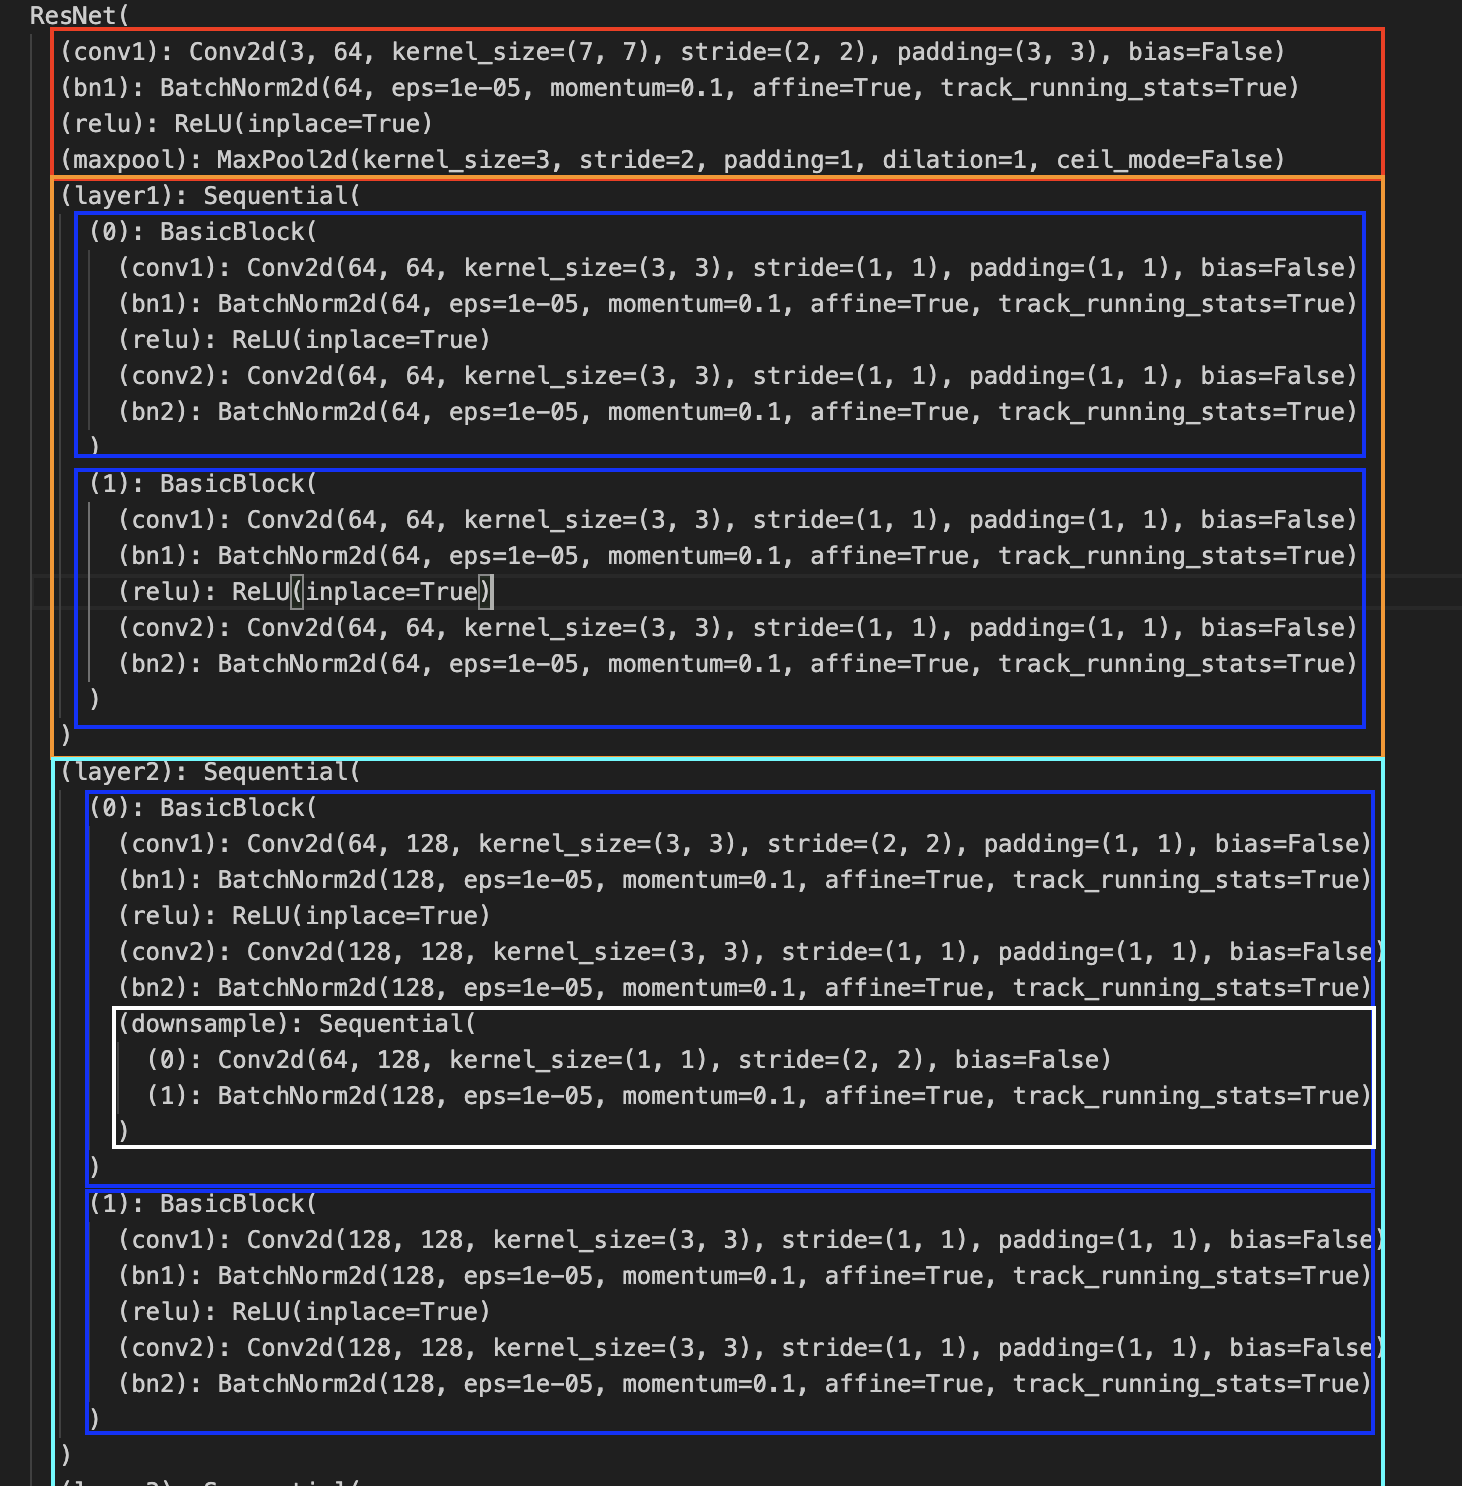 ResNet(
(conv1): Conv2d(3, 64, kernel_size=(7, 7), stride=(2, 2), padding=(3, 3), bias=False)
(bn1): BatchNorm2d(64, eps=1e-05, momentum=0.1, affine=True, track_running_stats=True)
(relu): ReLU(inplace=True)
(maxpool): MaxPool2d(kernel_size=3, stride=2, padding=1, dilation=1, ceil_mode=False)
(layer1): Sequential(
(0): BasicBlock(
(conv1): Conv2d(64, 64, kernel_size=(3, 3), stride=(1, 1), padding=(1, 1), bias=False)
(bn1): BatchNorm2d(64, eps=1e-05, momentum=0.1, affine=True, track_running_stats=True)
(relu): ReLU(inplace=True)
(conv2): Conv2d(64, 64, kernel_size=(3, 3), stride=(1, 1), padding=(1, 1), bias=False)
(bn2): BatchNorm2d(64, eps=1e-05, momentum=0.1, affine=True, track_running_stats=True)
)
(1): BasicBlock(
(conv1): Conv2d(64, 64, kernel_size=(3, 3), stride=(1, 1), padding=(1, 1), bias=False)
(bn1): BatchNorm2d(64, eps=1e-05, momentum=0.1, affine=True, track_running_stats=True)
(relu): ReLU(inplace=True)
(conv2): Conv2d(64, 64, kernel_size=(3, 3), stride=(1, 1), padding=(1, 1), bias=False)
(bn2): BatchNorm2d(64, eps=1e-05, momentum=0.1, affine=True, track_running_stats=True)
)
)
(layer2): Sequential(
(0): BasicBlock(
(conv1): Conv2d(64, 128, kernel_size=(3, 3), stride=(2, 2), padding=(1, 1), bias=False)
(bn1): BatchNorm2d(128, eps=1e-05, momentum=0.1, affine=True, track_running_stats=True)
(relu): ReLU(inplace=True)
(conv2): Conv2d(128, 128, kernel_size=(3, 3), stride=(1, 1), padding=(1, 1), bias=False)
(bn2): BatchNorm2d(128, eps=1e-05, momentum=0.1, affine=True, track_running_stats=True)
(downsample): Sequential(
(0): Conv2d(64, 128, kernel_size=(1, 1), stride=(2, 2), bias=False)
(1): BatchNorm2d(128, eps=1e-05, momentum=0.1, affine=True, track_running_stats=True)
)
)
(1): BasicBlock(
(conv1): Conv2d(128, 128, kernel_size=(3, 3), stride=(1, 1), padding=(1, 1), bias=False)
(bn1): BatchNorm2d(128, eps=1e-05, momentum=0.1, affine=True, track_running_stats=True)
(relu): ReLU(inplace=True)
(conv2): Conv2d(128, 128, kernel_size=(3, 3), stride=(1, 1), padding=(1, 1), bias=False)
(bn2): BatchNorm2d(128, eps=1e-05, momentum=0.1, affine=True, track_running_stats=True)
)
)